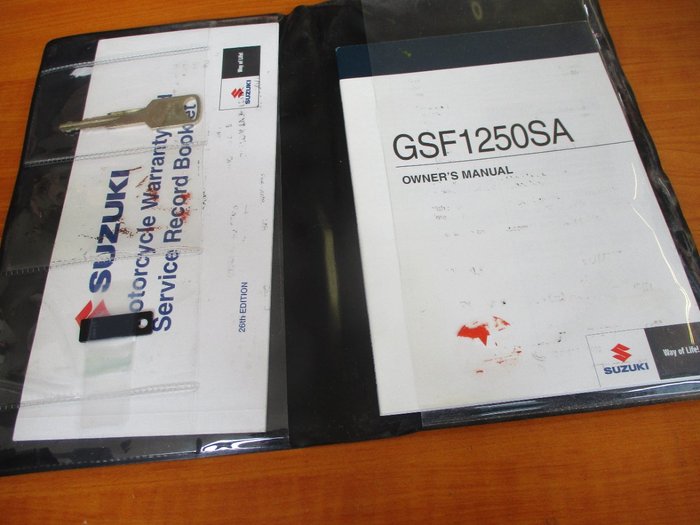 SUZUKI
Motorcycle Warranty
Service Record Booklet
26th EDITION
SUZUKI
Way of Life!
GSF1250SA
OWNER'S MANUAL
SUZUKI
Way of Life!